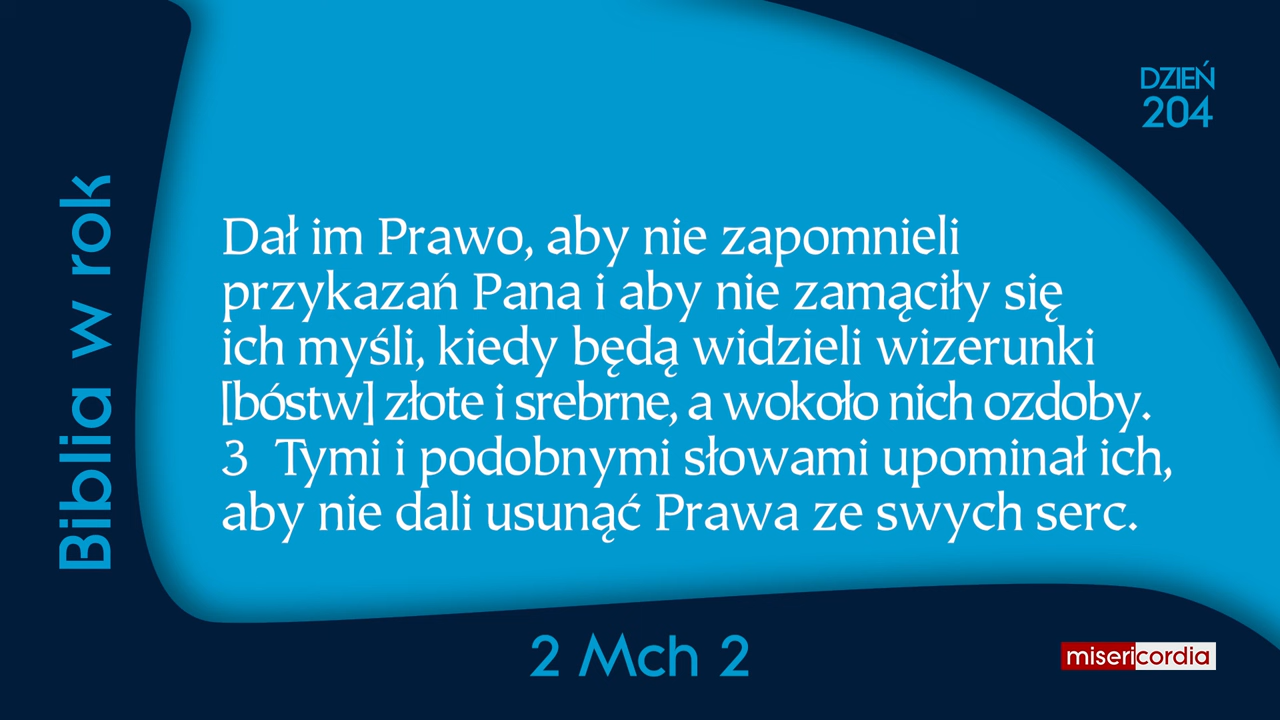 DZIEŃ
204
Biblia w rok
Dał im Prawo, aby nie zapomnieli
przykazań Pana i aby nie zamąciły się
ich myśli, kiedy będą widzieli wizerunki
[bóstw] złote i srebrne, a wokoło nich ozdoby.
3 Tymi i podobnymi słowami upominał ich,
aby nie dali usunąć Prawa ze swych serc.
2 Mch 2
misericordia